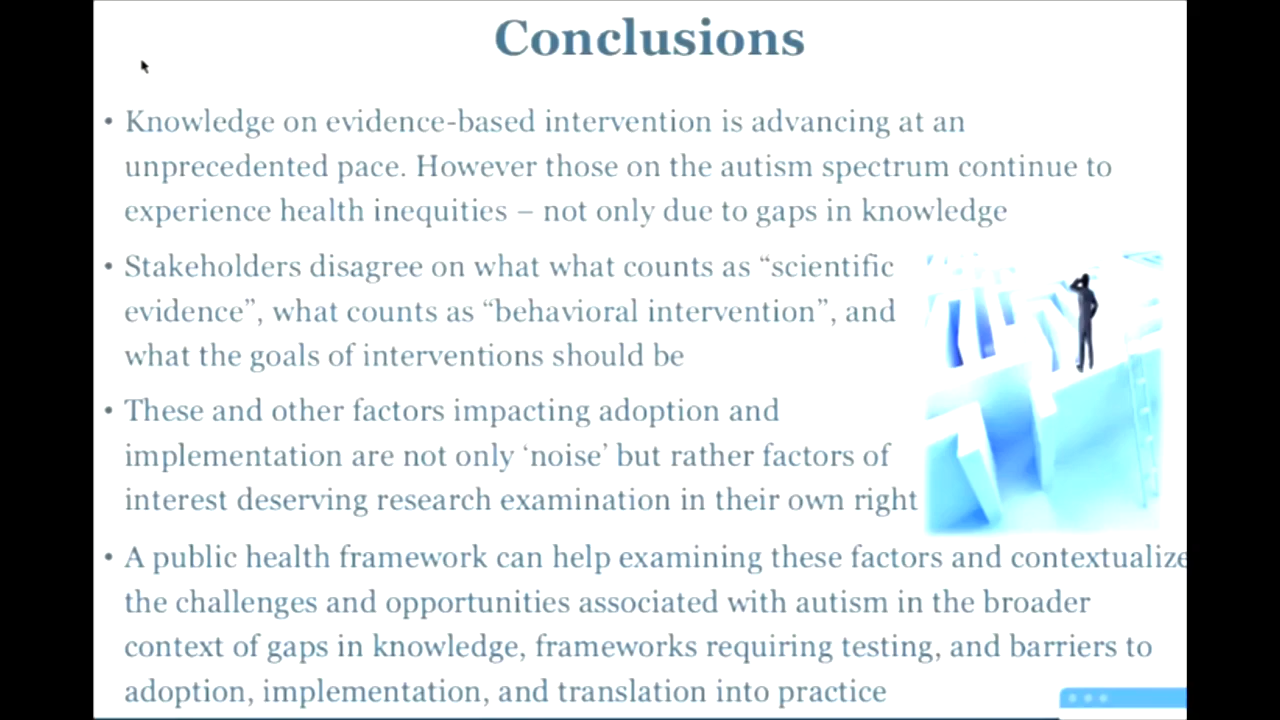 Conclusions
• Knowledge on evidence-based intervention is advancing at an
unprecedented pace. However those on the autism spectrum continue to
experience health inequities – not only due to gaps in knowledge
• Stakeholders disagree on what what counts as “scientific
evidence”, what counts as “behavioral intervention”, and
what the goals of interventions should be
• These and other factors impacting adoption and
implementation are not only ‘noise’ but rather factors of
interest deserving research examination in their own right
• A public health framework can help examining these factors and contextualize
the challenges and opportunities associated with autism in the broader
context of gaps in knowledge, frameworks requiring testing, and barriers to
adoption, implementation, and translation into practice